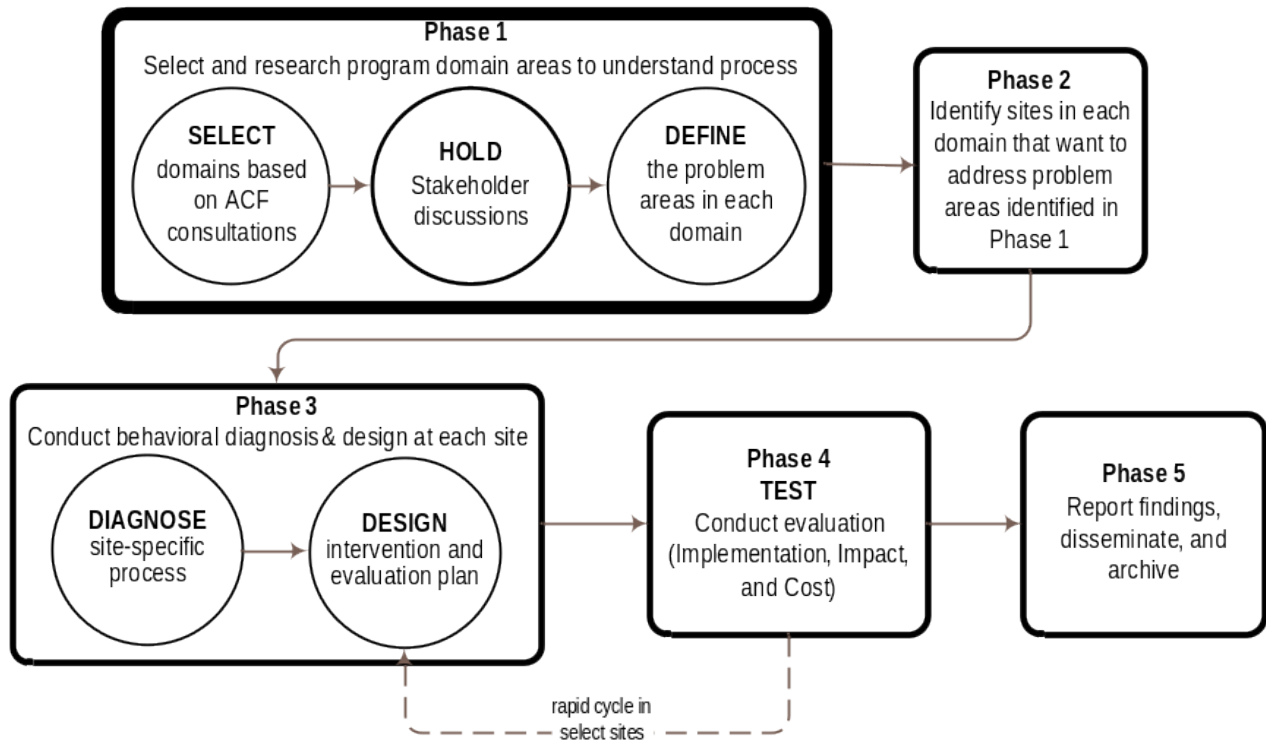 Phase 1
Select and research program domain areas to understand process
SELECT
domains based
on ACF
consultations
HOLD
Stakeholder
discussions
DEFINE
the problem
areas in each
domain
Phase 2
Identify sites in each
domain that want to
address problem
areas identified in
Phase 1
Phase 3
Conduct behavioral diagnosis & design at each site
DIAGNOSE
site-specific
process
DESIGN
intervention and
evaluation plan
Phase 4
TEST
Conduct evaluation
(Implementation, Impact,
and Cost)
Phase 5
Report findings,
disseminate, and
archive
rapid cycle in
select sites